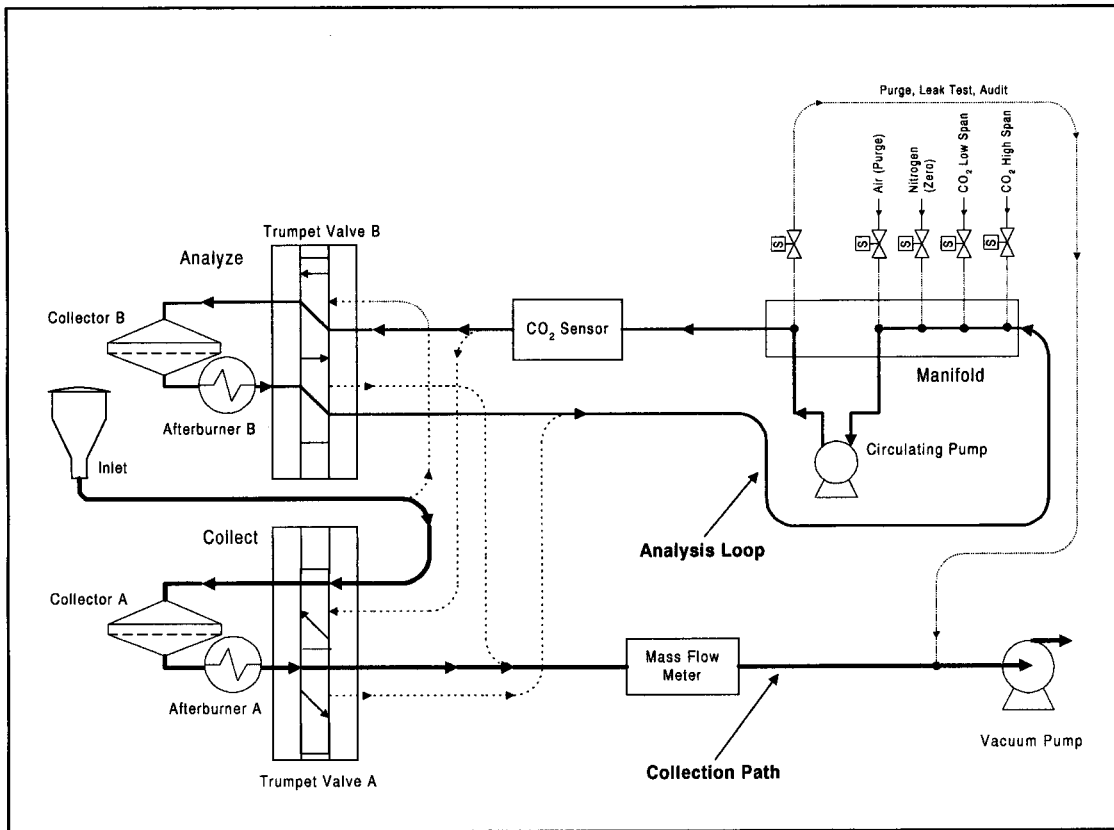 Purge, Leak Test, Audit
Air (Purge)
Nitrogen
(Zero)
CO₂ Low Span
CO₂ High Span
S
S
S
S
S
Trumpet Valve B
Analyze
Collector B
CO₂ Sensor
Manifold
Afterburner B
Circulating Pump
Inlet
Analysis Loop
Collect
Collector A
Mass Flow
Meter
Afterburner A
Vacuum Pump
Collection Path
Trumpet Valve A